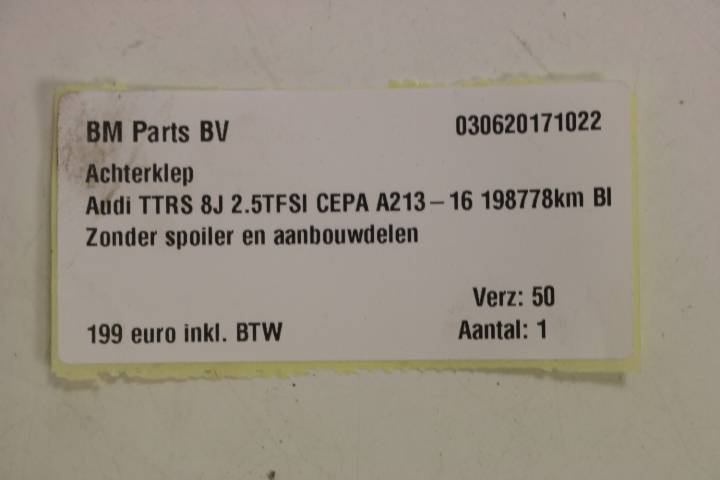 BM Parts BV 030620171022
Achterklep
Audi TTRS 8J 2.5TFSI CEPA A213-16 198778km Bl
Zonder spoiler en aanbouwdelen
Verz: 50
199 euro inkl. BTW Aantal: 1